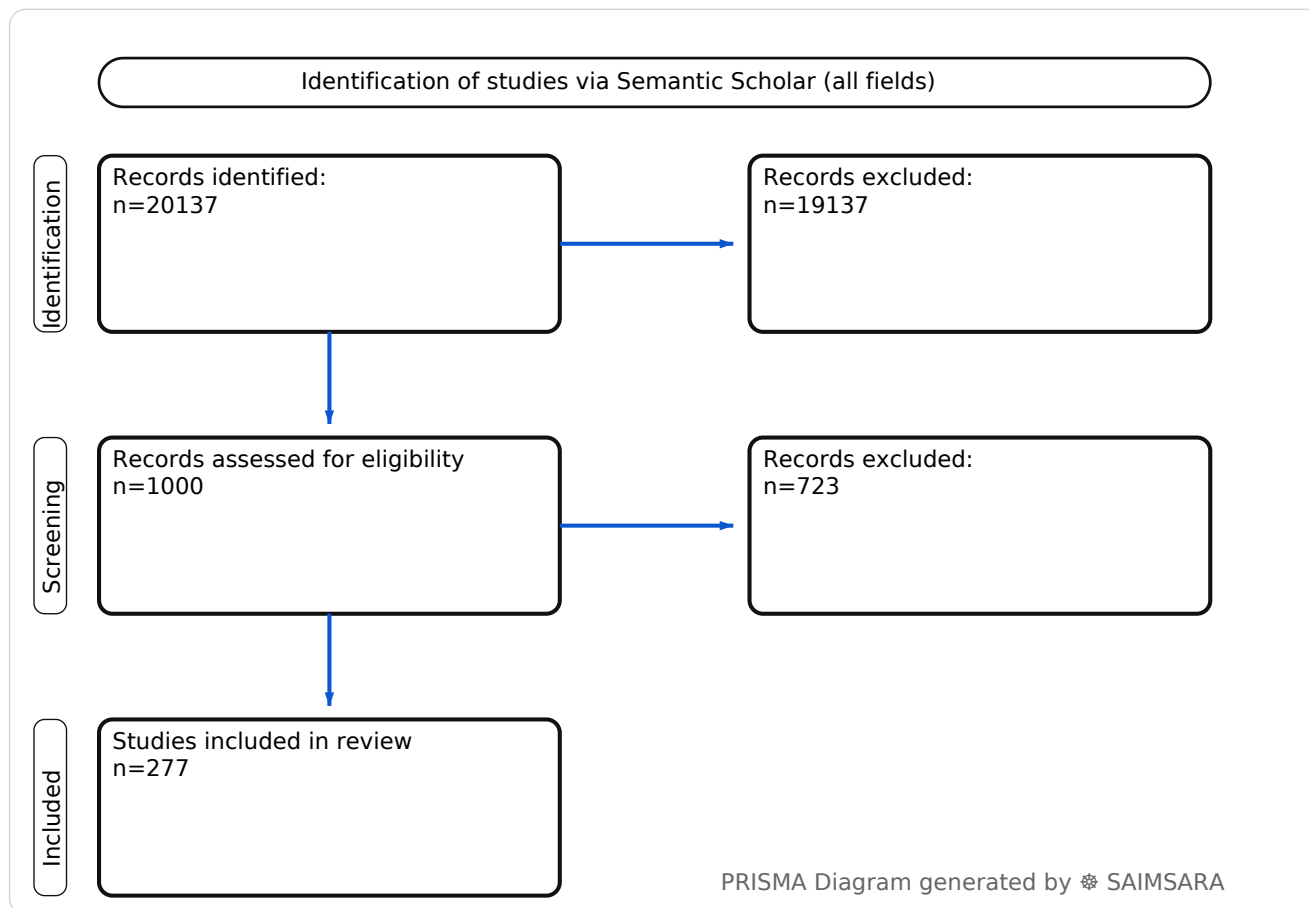 Identification of studies via Semantic Scholar (all fields)
Identification
Records identified:
n=20137
Records excluded:
n=19137
Screening
Records assessed for eligibility
n=1000
Records excluded:
n=723
Included
Studies included in review
n=277
PRISMA Diagram generated by ☸ SAIMSARA